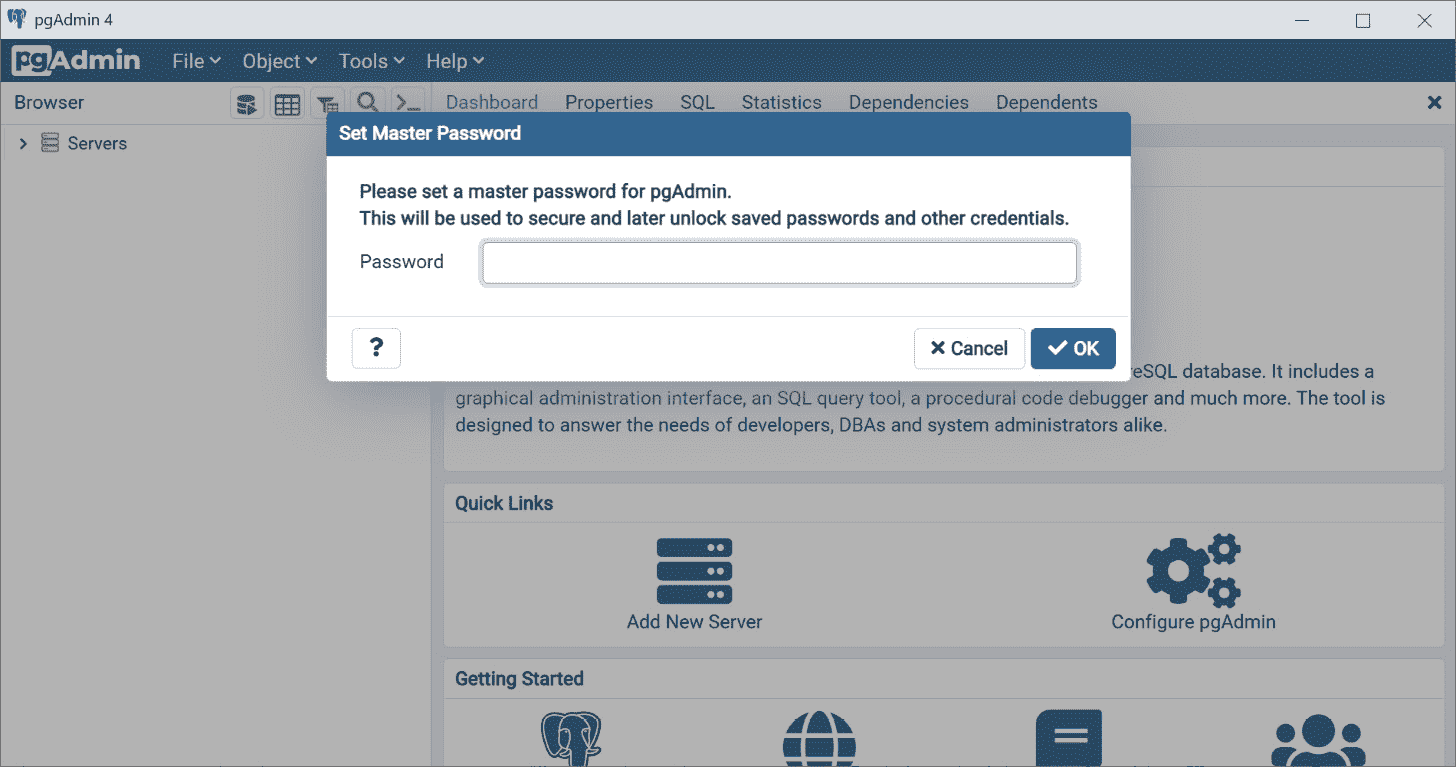 pgAdmin 4
pgAdmin File Object Tools Help
Browser
Dashboard Properties SQL Statistics Dependencies Dependents
Servers
Set Master Password
Please set a master password for pgAdmin.
This will be used to secure and later unlock saved passwords and other credentials.
Password
? Cancel OK
reSQL database. It includes a
graphical administration interface, an SQL query tool, a procedural code debugger and much more. The tool is
designed to answer the needs of developers, DBAs and system administrators alike.
Quick Links
Add New Server Configure pgAdmin
Getting Started